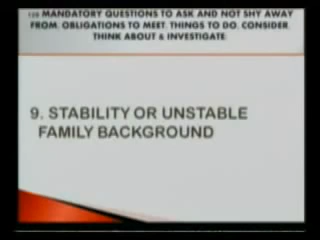 MANDATORY QUESTIONS TO ASK AND NOT SHY AWAY
FROM. OBLIGATIONS TO MEET. THINGS TO DO. CONSIDER.
THINK ABOUT & INVESTIGATE:
9. STABILITY OR UNSTABLE
FAMILY BACKGROUND